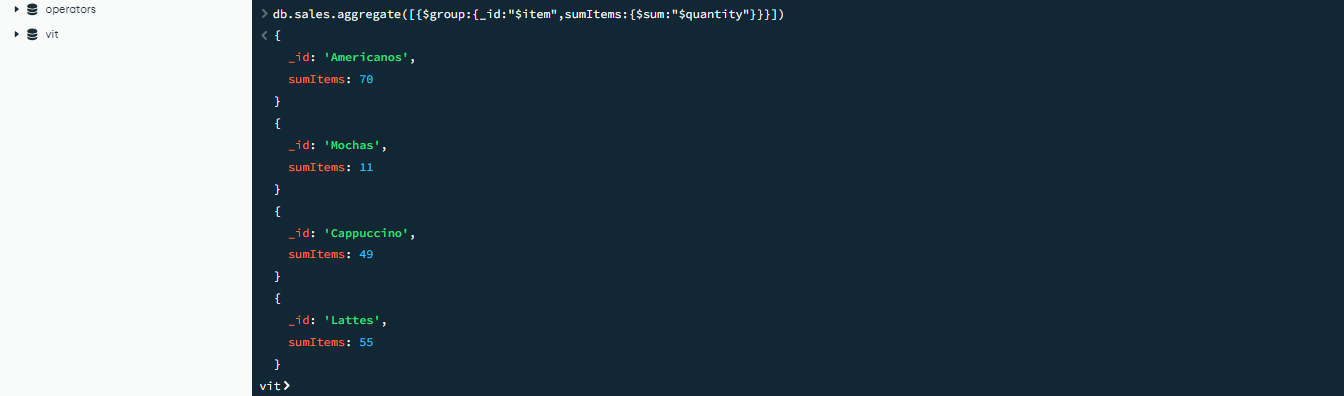 operators
vit
db.sales.aggregate([{$group:{_id:"$item",sumItems:{$sum:"$quantity"}}}])
{
_id: 'Americanos',
sumItems: 70
}
{
_id: 'Mochas',
sumItems: 11
}
{
_id: 'Cappuccino',
sumItems: 49
}
{
_id: 'Lattes',
sumItems: 55
}
vit>